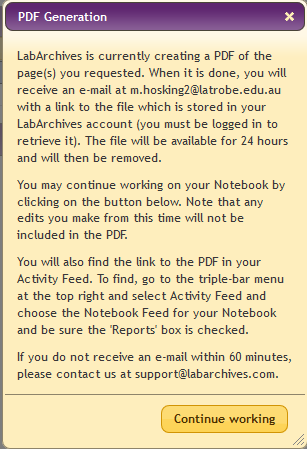 PDF Generation
LabArchives is currently creating a PDF of the
page(s) you requested. When it is done, you will
receive an e-mail at m.hosking2@latrobe.edu.au
with a link to the file which is stored in your
LabArchives account (you must be logged in to
retrieve it). The file will be available for 24 hours
and will then be removed.
You may continue working on your Notebook by
clicking on the button below. Note that any
edits you make from this time will not be
included in the PDF.
You will also find the link to the PDF in your
Activity Feed. To find, go to the triple-bar menu
at the top right and select Activity Feed and
choose the Notebook Feed for your Notebook
and be sure the 'Reports' box is checked.
If you do not receive an e-mail within 60 minutes,
please contact us at support@labarchives.com.
Continue working